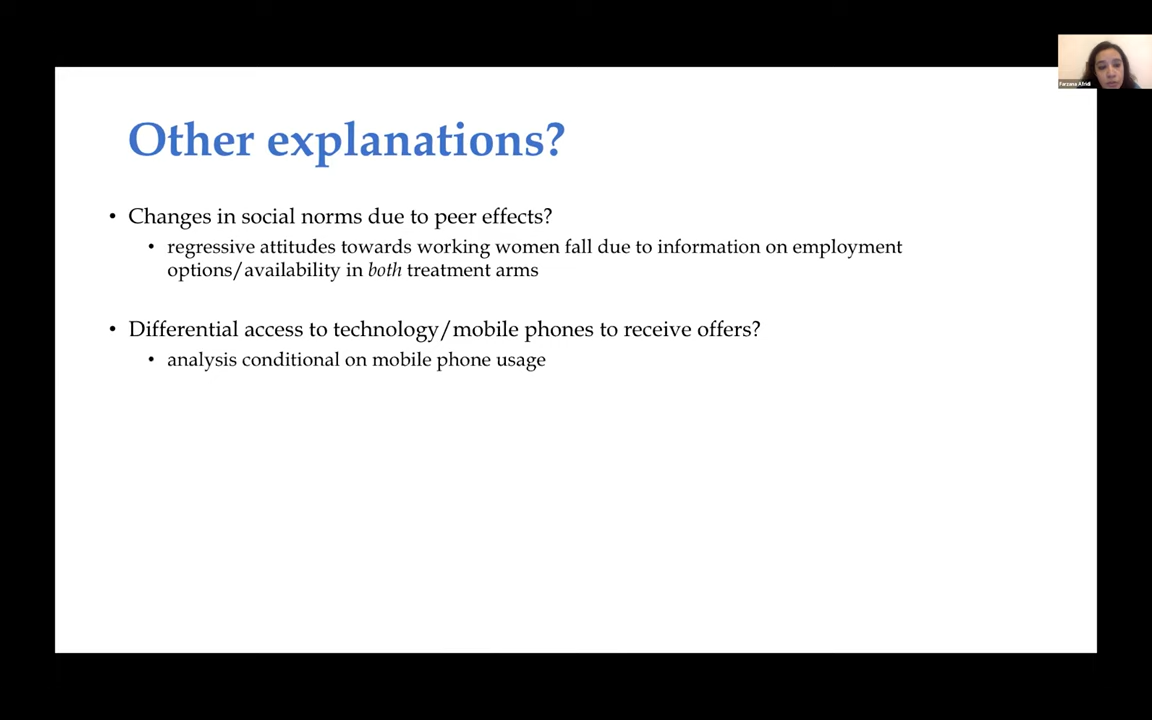 Farzana Afridi
Other explanations?
• Changes in social norms due to peer effects?
• regressive attitudes towards working women fall due to information on employment
options/availability in both treatment arms
• Differential access to technology/mobile phones to receive offers?
• analysis conditional on mobile phone usage